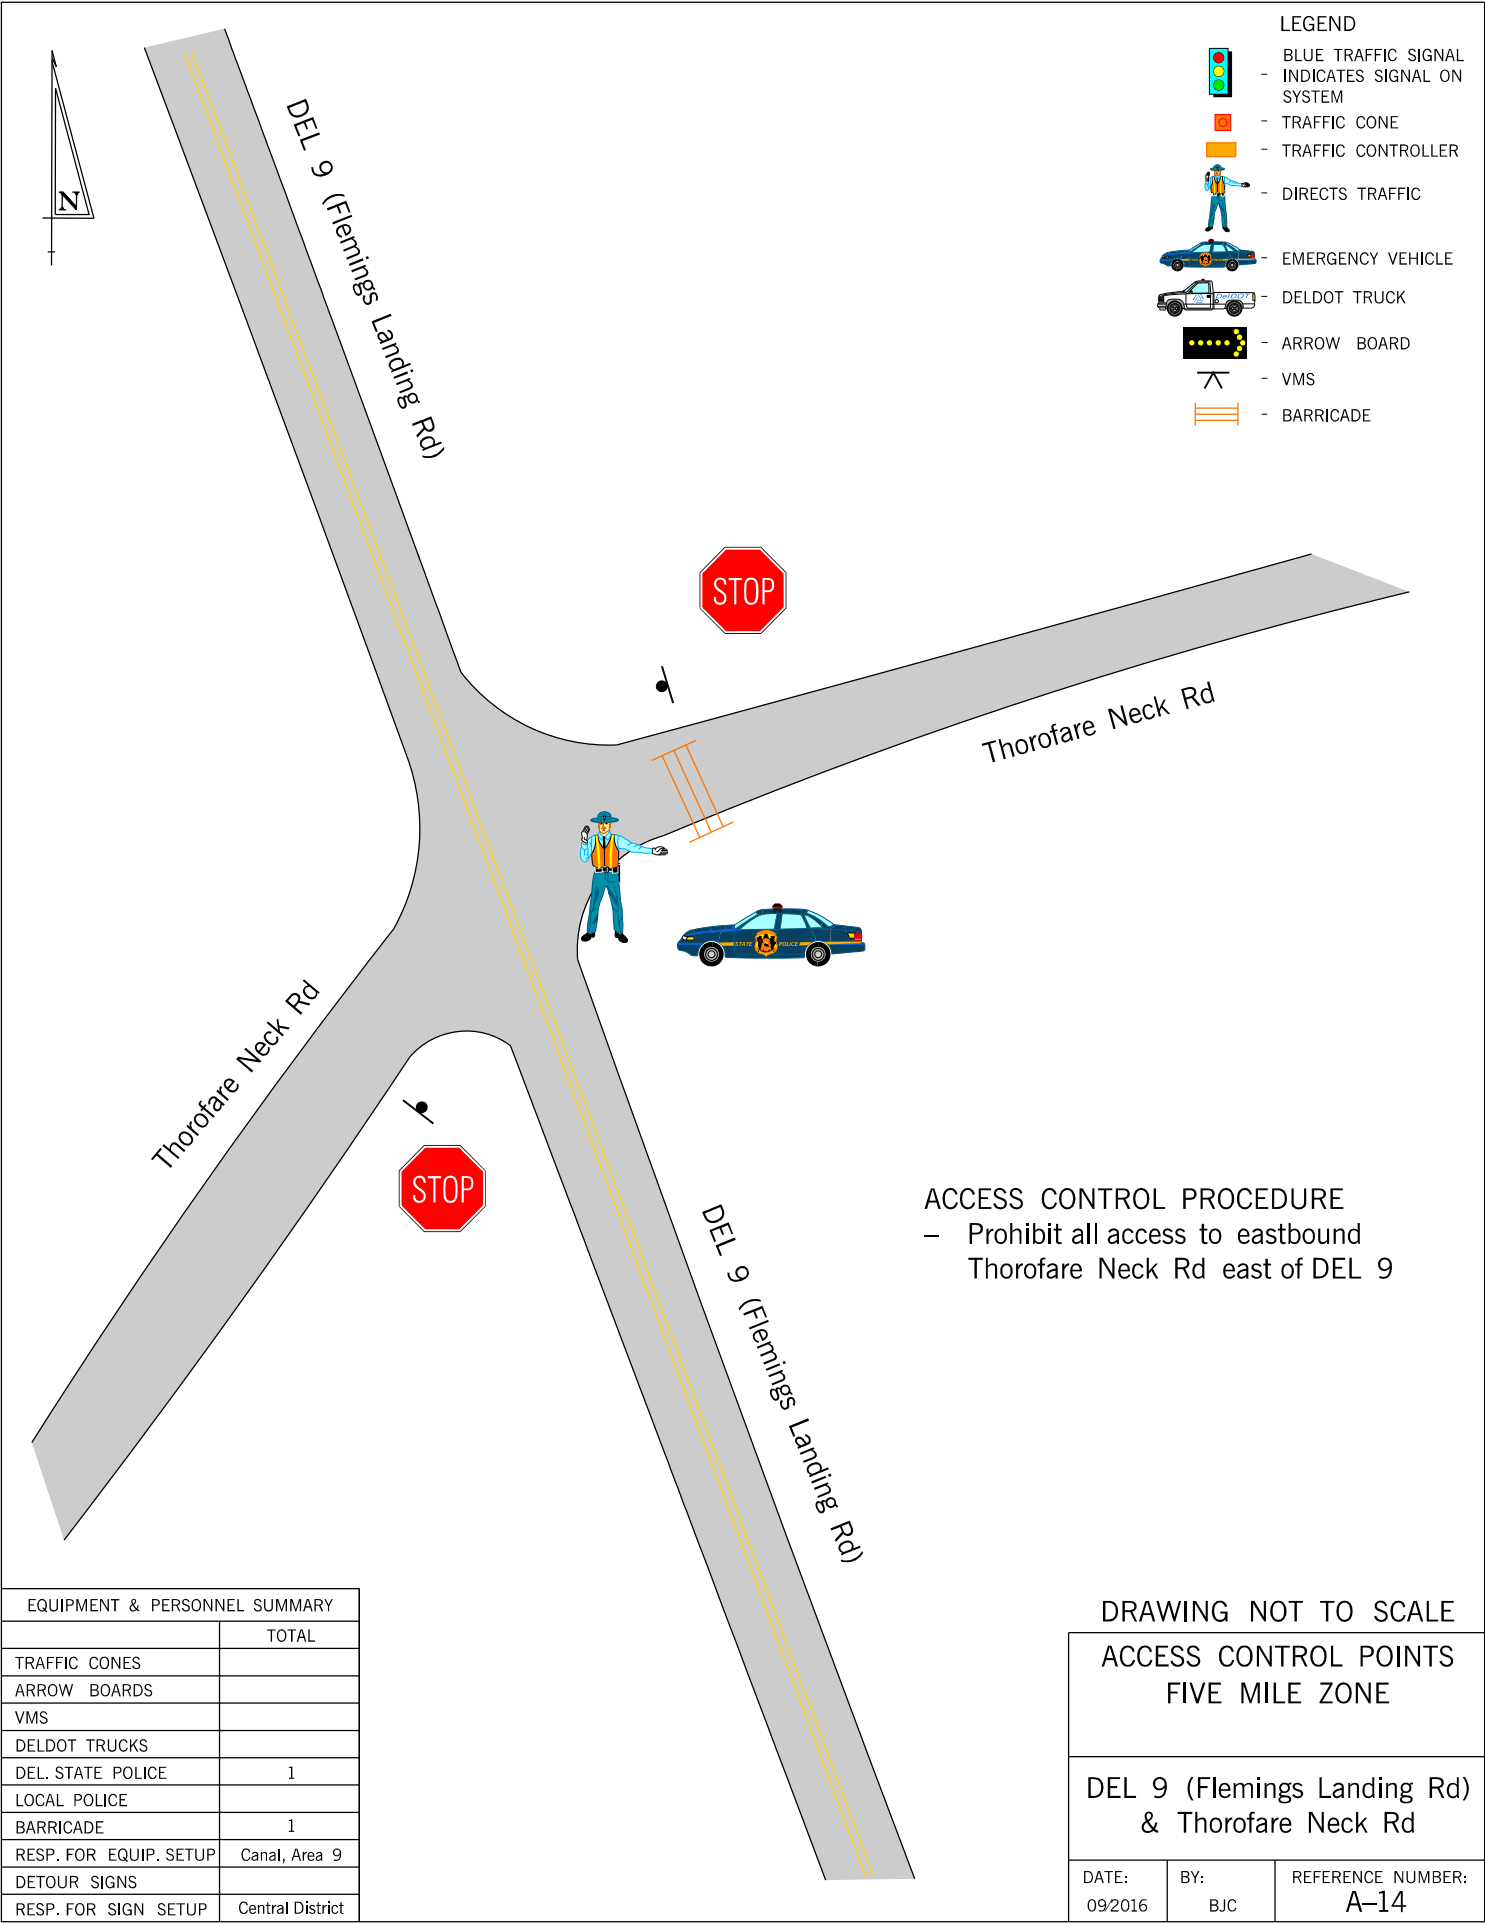 LEGEND
BLUE TRAFFIC SIGNAL
- INDICATES SIGNAL ON
SYSTEM
- TRAFFIC CONE
- TRAFFIC CONTROLLER
- DIRECTS TRAFFIC
- EMERGENCY VEHICLE
DelDOT
- DELDOT TRUCK
- ARROW BOARD
- VMS
- BARRICADE
N
DEL 9 (Flemings Landing Rd)
STOP
Thorofare Neck Rd
STATE POLICE
Thorofare Neck Rd
STOP
DEL 9 (Flemings Landing Rd)
ACCESS CONTROL PROCEDURE
– Prohibit all access to eastbound
Thorofare Neck Rd east of DEL 9
EQUIPMENT & PERSONNEL SUMMARY
TOTAL
TRAFFIC CONES
ARROW BOARDS
VMS
DELDOT TRUCKS
DEL. STATE POLICE 1
LOCAL POLICE
BARRICADE 1
RESP. FOR EQUIP. SETUP Canal, Area 9
DETOUR SIGNS
RESP. FOR SIGN SETUP Central District
DRAWING NOT TO SCALE
ACCESS CONTROL POINTS
FIVE MILE ZONE
DEL 9 (Flemings Landing Rd)
& Thorofare Neck Rd
DATE: BY: REFERENCE NUMBER:
09/2016 BJC A–14